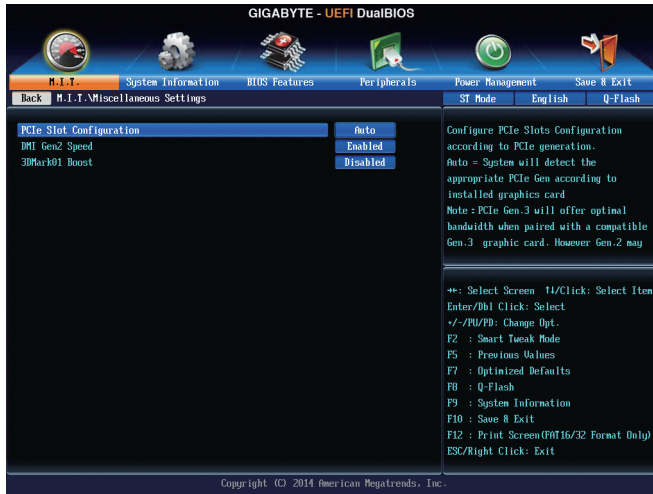 GIGABYTE - UEFI DualBIOS
M.I.T. System Information BIOS Features Peripherals Power Management Save & Exit
Back M.I.T.\Miscellaneous Settings ST Mode English Q-Flash
PCIe Slot Configuration Auto
DMI Gen2 Speed Enabled
3DMark01 Boost Disabled
Configure PCIe Slots Configuration
according to PCIe generation.
Auto = System will detect the
appropriate PCIe Gen according to
installed graphics card
Note : PCIe Gen.3 will offer optimal
bandwidth when paired with a compatible
Gen.3 graphic card. However Gen.2 may
→←: Select Screen ↑↓/Click: Select Item
Enter/Dbl Click: Select
+/-/PU/PD: Change Opt.
F2 : Smart Tweak Mode
F5 : Previous Values
F7 : Optimized Defaults
F8 : Q-Flash
F9 : System Information
F10 : Save & Exit
F12 : Print Screen(FAT16/32 Format Only)
ESC/Right Click: Exit
Copyright (C) 2014 American Megatrends, Inc.